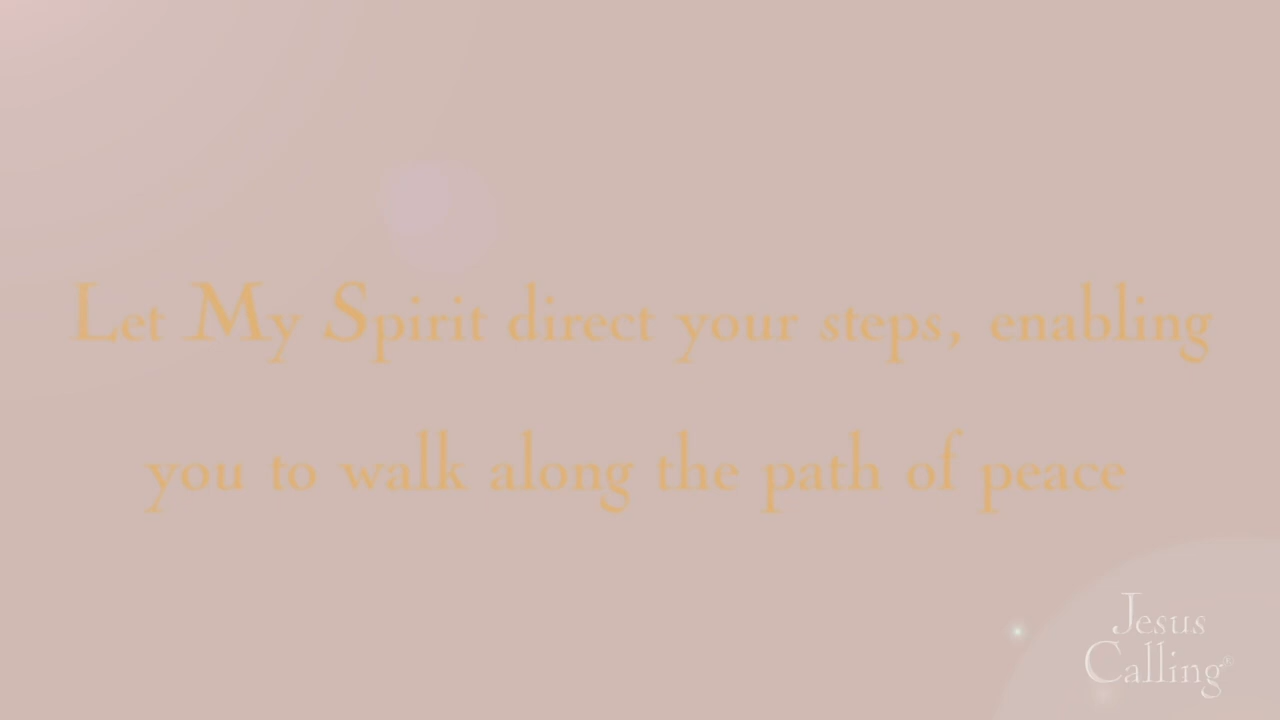 Let My Spirit direct your steps, enabling
you to walk along the path of peace
Jesus
Calling®